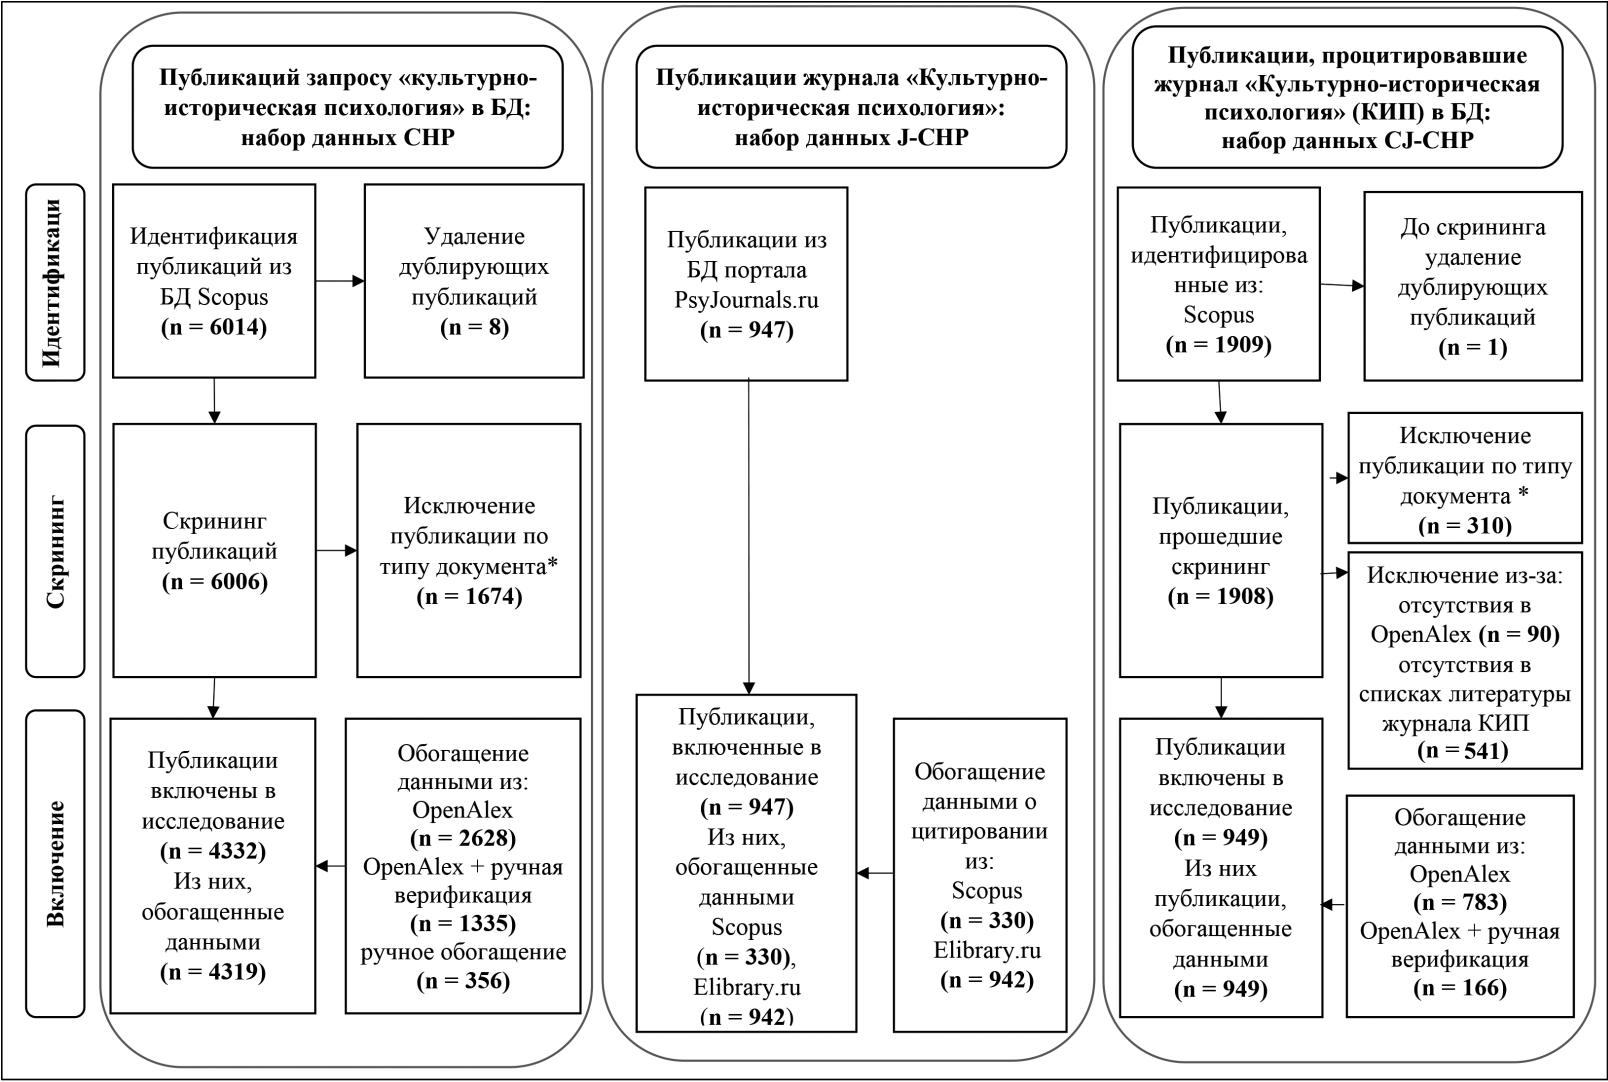 Публикаций запросу «культурно-
историческая психология» в БД:
набор данных CHP
Публикации журнала «Культурно-
историческая психология»:
набор данных J-CHP
Публикации, процитировавшие
журнал «Культурно-историческая
психология» (КИП) в БД:
набор данных CJ-CHP
Идентификаци
Идентификация
публикаций из
БД Scopus
(n = 6014)
Удаление
дублирующих
публикаций
(n = 8)
Публикации из
БД портала
PsyJournals.ru
(n = 947)
Публикации,
идентифицирова
нные из:
Scopus
(n = 1909)
До скрининга
удаление
дублирующих
публикаций
(n = 1)
Скрининг
Скрининг
публикаций
(n = 6006)
Исключение
публикации по
типу документа*
(n = 1674)
Публикации,
прошедшие
скрининг
(n = 1908)
Исключение
публикации по типу
документа *
(n = 310)
Исключение из-за:
отсутствия в
OpenAlex (n = 90)
отсутствия в
списках литературы
журнала КИП
(n = 541)
Включение
Публикации
включены в
исследование
(n = 4332)
Из них,
обогащенные
данными
(n = 4319)
Обогащение
данными из:
OpenAlex
(n = 2628)
OpenAlex + ручная
верификация
(n = 1335)
ручное обогащение
(n = 356)
Публикации,
включенные в
исследование
(n = 947)
Из них,
обогащенные
данными
Scopus
(n = 330),
Elibrary.ru
(n = 942)
Обогащение
данными о
цитировании
из:
Scopus
(n = 330)
Elibrary.ru
(n = 942)
Публикации
включены в
исследование
(n = 949)
Из них
публикации,
обогащенные
данными
(n = 949)
Обогащение
данными из:
OpenAlex
(n = 783)
OpenAlex + ручная
верификация
(n = 166)